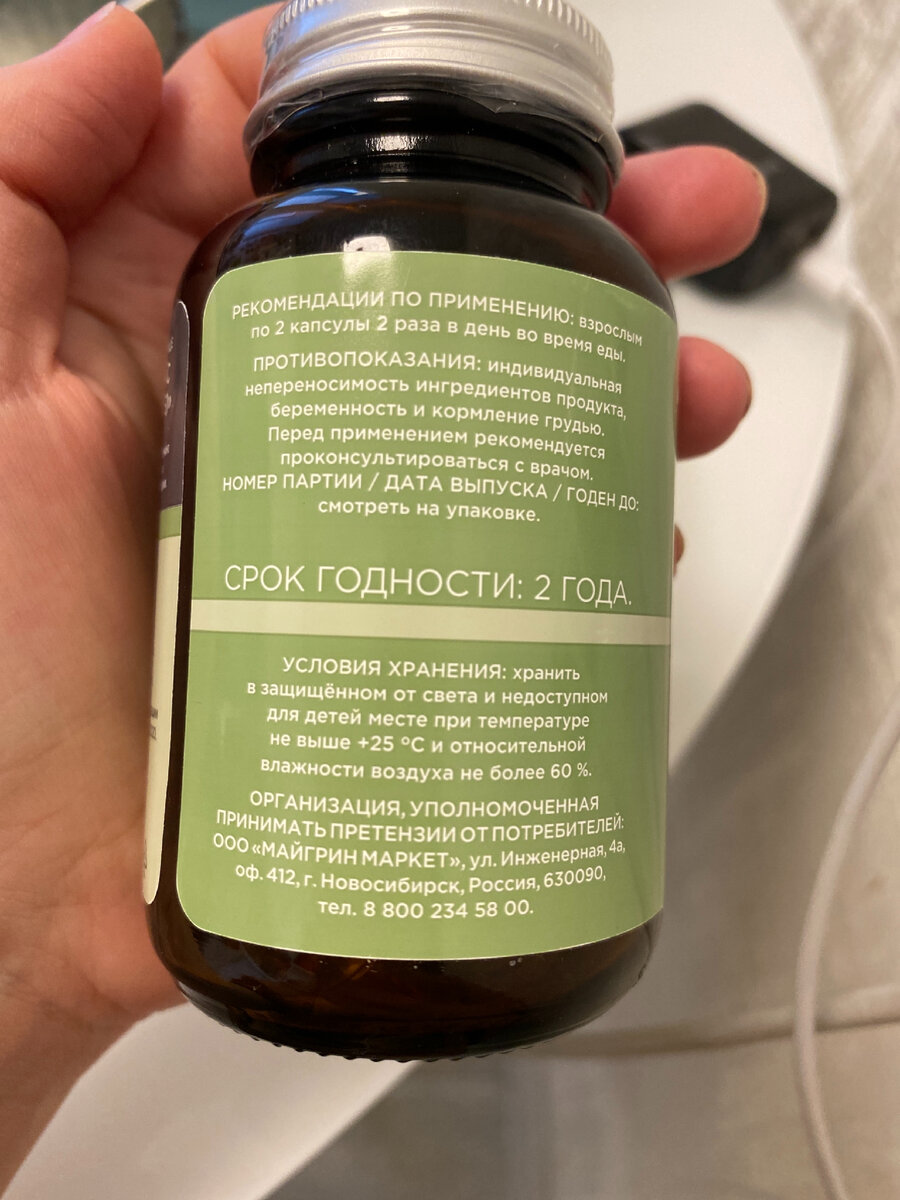 РЕКОМЕНДАЦИИ ПО ПРИМЕНЕНИЮ: взрослым
по 2 капсулы 2 раза в день во время еды.
ПРОТИВОПОКАЗАНИЯ: индивидуальная
непереносимость ингредиентов продукта,
беременность и кормление грудью.
Перед применением рекомендуется
проконсультироваться с врачом.
НОМЕР ПАРТИИ / ДАТА ВЫПУСКА / ГОДЕН ДО:
смотреть на упаковке.
СРОК ГОДНОСТИ: 2 ГОДА.
УСЛОВИЯ ХРАНЕНИЯ: хранить
в защищённом от света и недоступном
для детей месте при температуре
не выше +25 °C и относительной
влажности воздуха не более 60 %.
ОРГАНИЗАЦИЯ, УПОЛНОМОЧЕННАЯ
ПРИНИМАТЬ ПРЕТЕНЗИИ ОТ ПОТРЕБИТЕЛЕЙ:
ООО «МАЙГРИН МАРКЕТ», ул. Инженерная, 4а,
оф. 412, г. Новосибирск, Россия, 630090,
тел. 8 800 234 58 00.